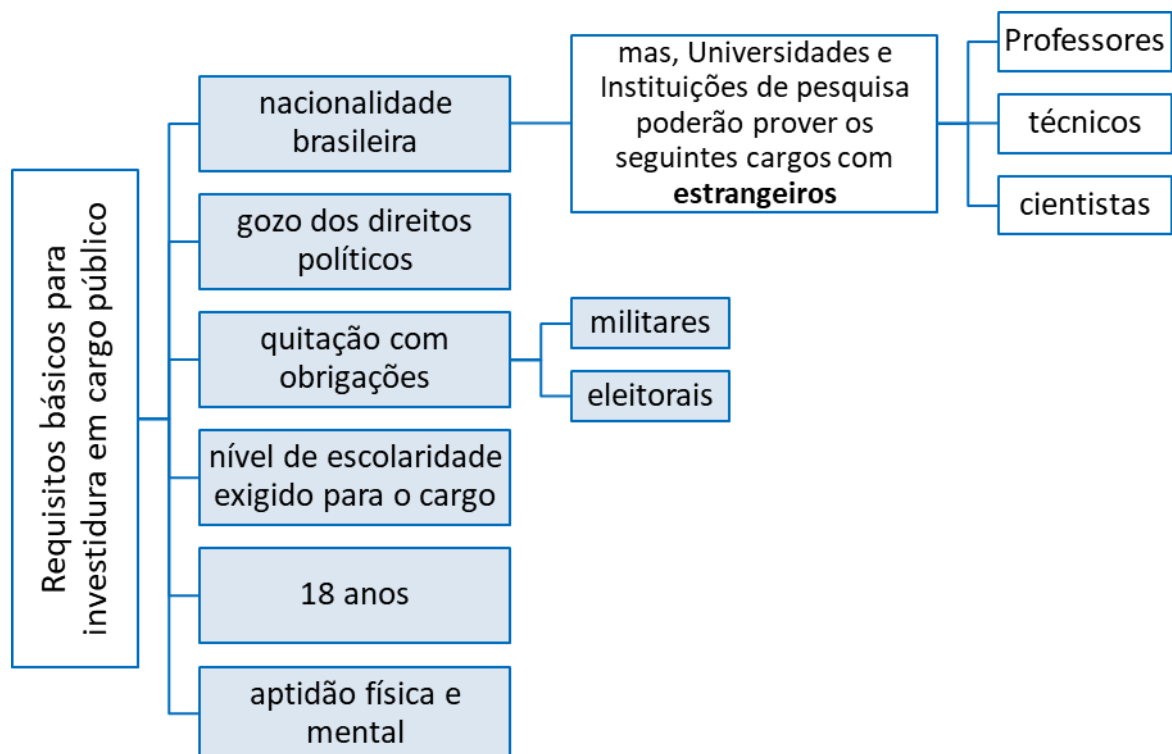 Requisitos básicos para
investidura em cargo público
nacionalidade
brasileira
mas, Universidades e
Instituições de pesquisa
poderão prover os
seguintes cargos com
estrangeiros
Professores
técnicos
cientistas
gozo dos direitos
políticos
quitação com
obrigações
militares
eleitorais
nível de escolaridade
exigido para o cargo
18 anos
aptidão física e
mental